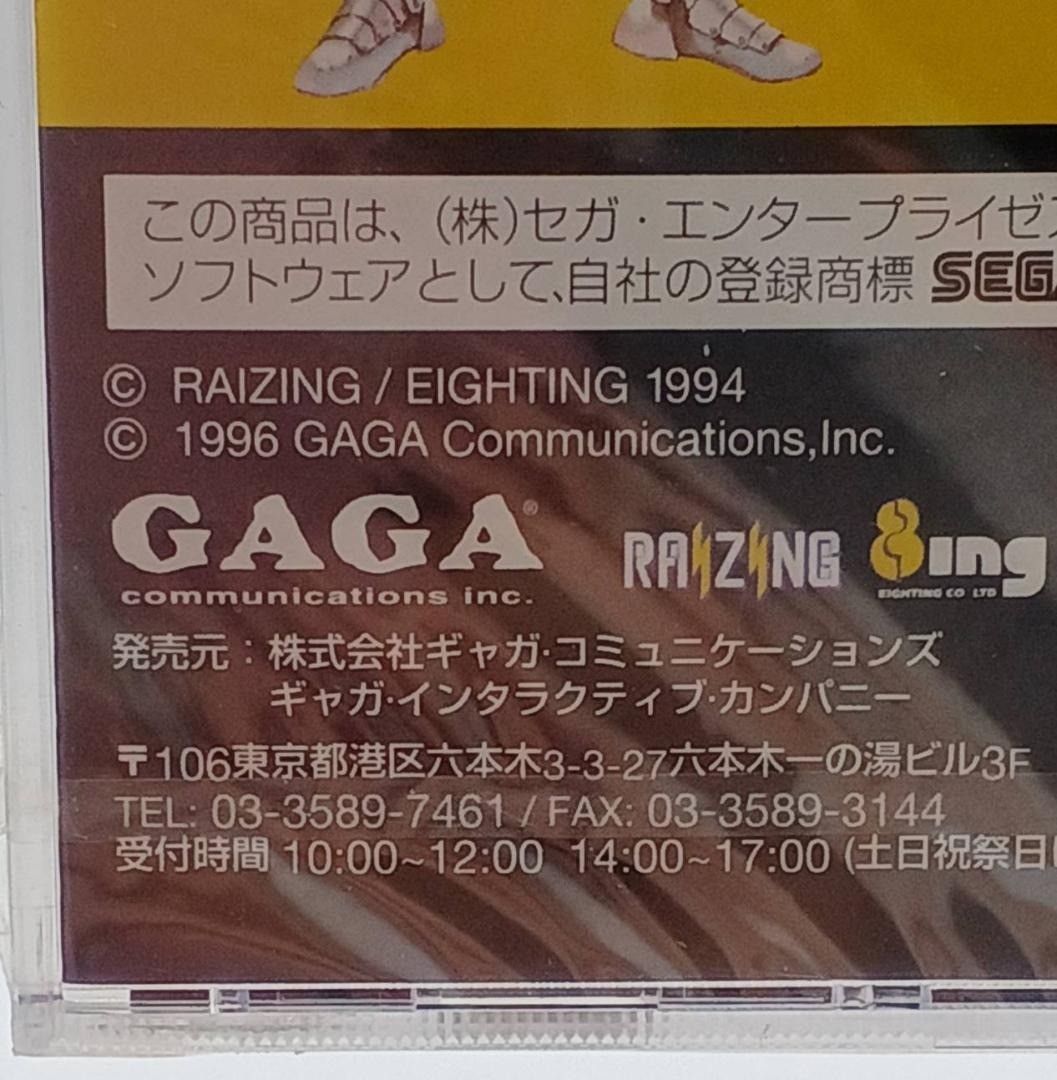 この商品は、(株)セガ・エンタープライゼ
ソフトウェアとして、自社の登録商標 SEGA
© RAIZING / EIGHTING 1994
© 1996 GAGA Communications,Inc.
GAGA®
communications inc.
RAIZING
8ing
EIGHTING CO LTD
発売元：株式会社ギャガ・コミュニケーションズ
ギャガ・インタラクティブ・カンパニー
〒106東京都港区六本木3-3-27六本木一の湯ビル3F
TEL: 03-3589-7461 / FAX: 03-3589-3144
受付時間 10:00~12:00 14:00~17:00 (土日祝祭日